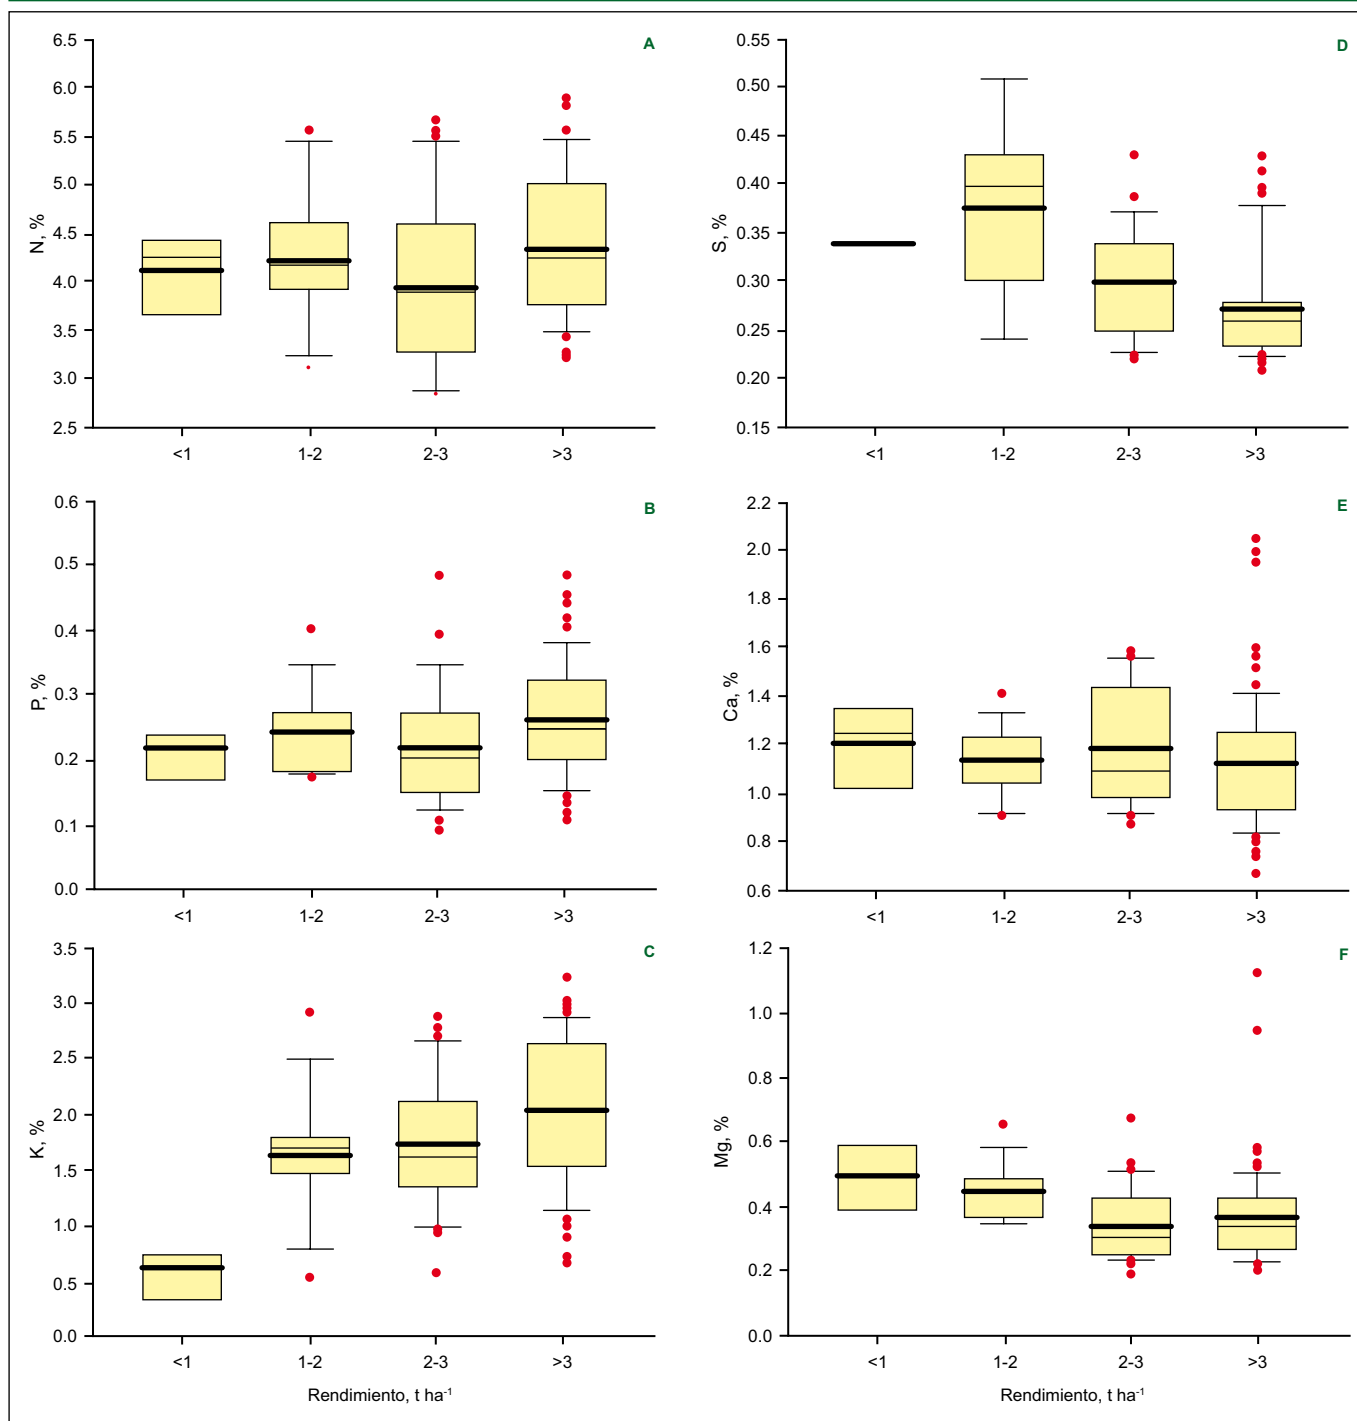 A
6.5
6.0
5.5
5.0
4.5
4.0
3.5
3.0
2.5
N, %
<1 1-2 2-3 >3
D
0.55
0.50
0.45
0.40
0.35
0.30
0.25
0.20
0.15
S, %
<1 1-2 2-3 >3
B
0.6
0.5
0.4
0.3
0.2
0.1
0.0
P, %
<1 1-2 2-3 >3
E
2.2
2.0
1.8
1.6
1.4
1.2
1.0
0.8
0.6
Ca, %
<1 1-2 2-3 >3
C
3.5
3.0
2.5
2.0
1.5
1.0
0.5
0.0
K, %
<1 1-2 2-3 >3
Rendimiento, t ha⁻¹
F
1.2
1.0
0.8
0.6
0.4
0.2
0.0
Mg, %
<1 1-2 2-3 >3
Rendimiento, t ha⁻¹